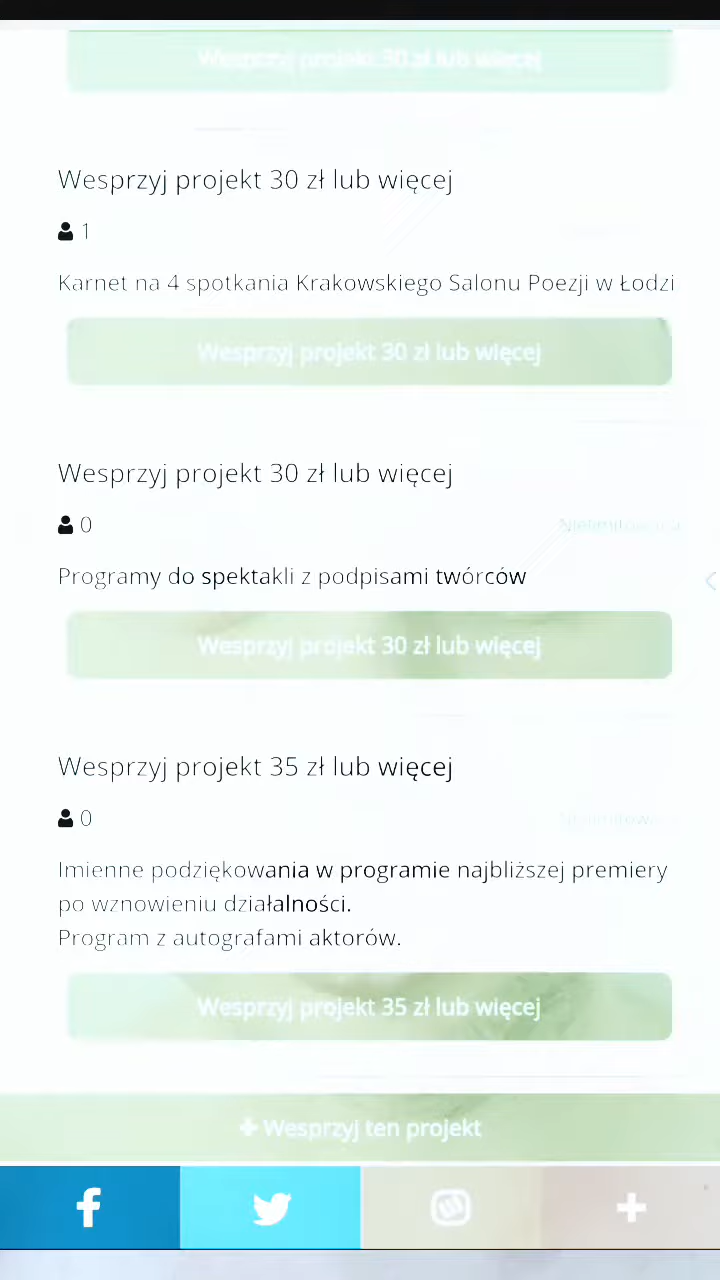 Wesprzyj projekt 30 zł lub więcej
Wesprzyj projekt 30 zł lub więcej
1
Karnet na 4 spotkania Krakowskiego Salonu Poezji w Łodzi
Wesprzyj projekt 30 zł lub więcej
Wesprzyj projekt 30 zł lub więcej
0
Programy do spektakli z podpisami twórców
Wesprzyj projekt 30 zł lub więcej
Wesprzyj projekt 35 zł lub więcej
0
Imienne podziękowania w programie najbliższej premiery
po wznowieniu działalności.
Program z autografami aktorów.
Wesprzyj projekt 35 zł lub więcej
+ Wesprzyj ten projekt